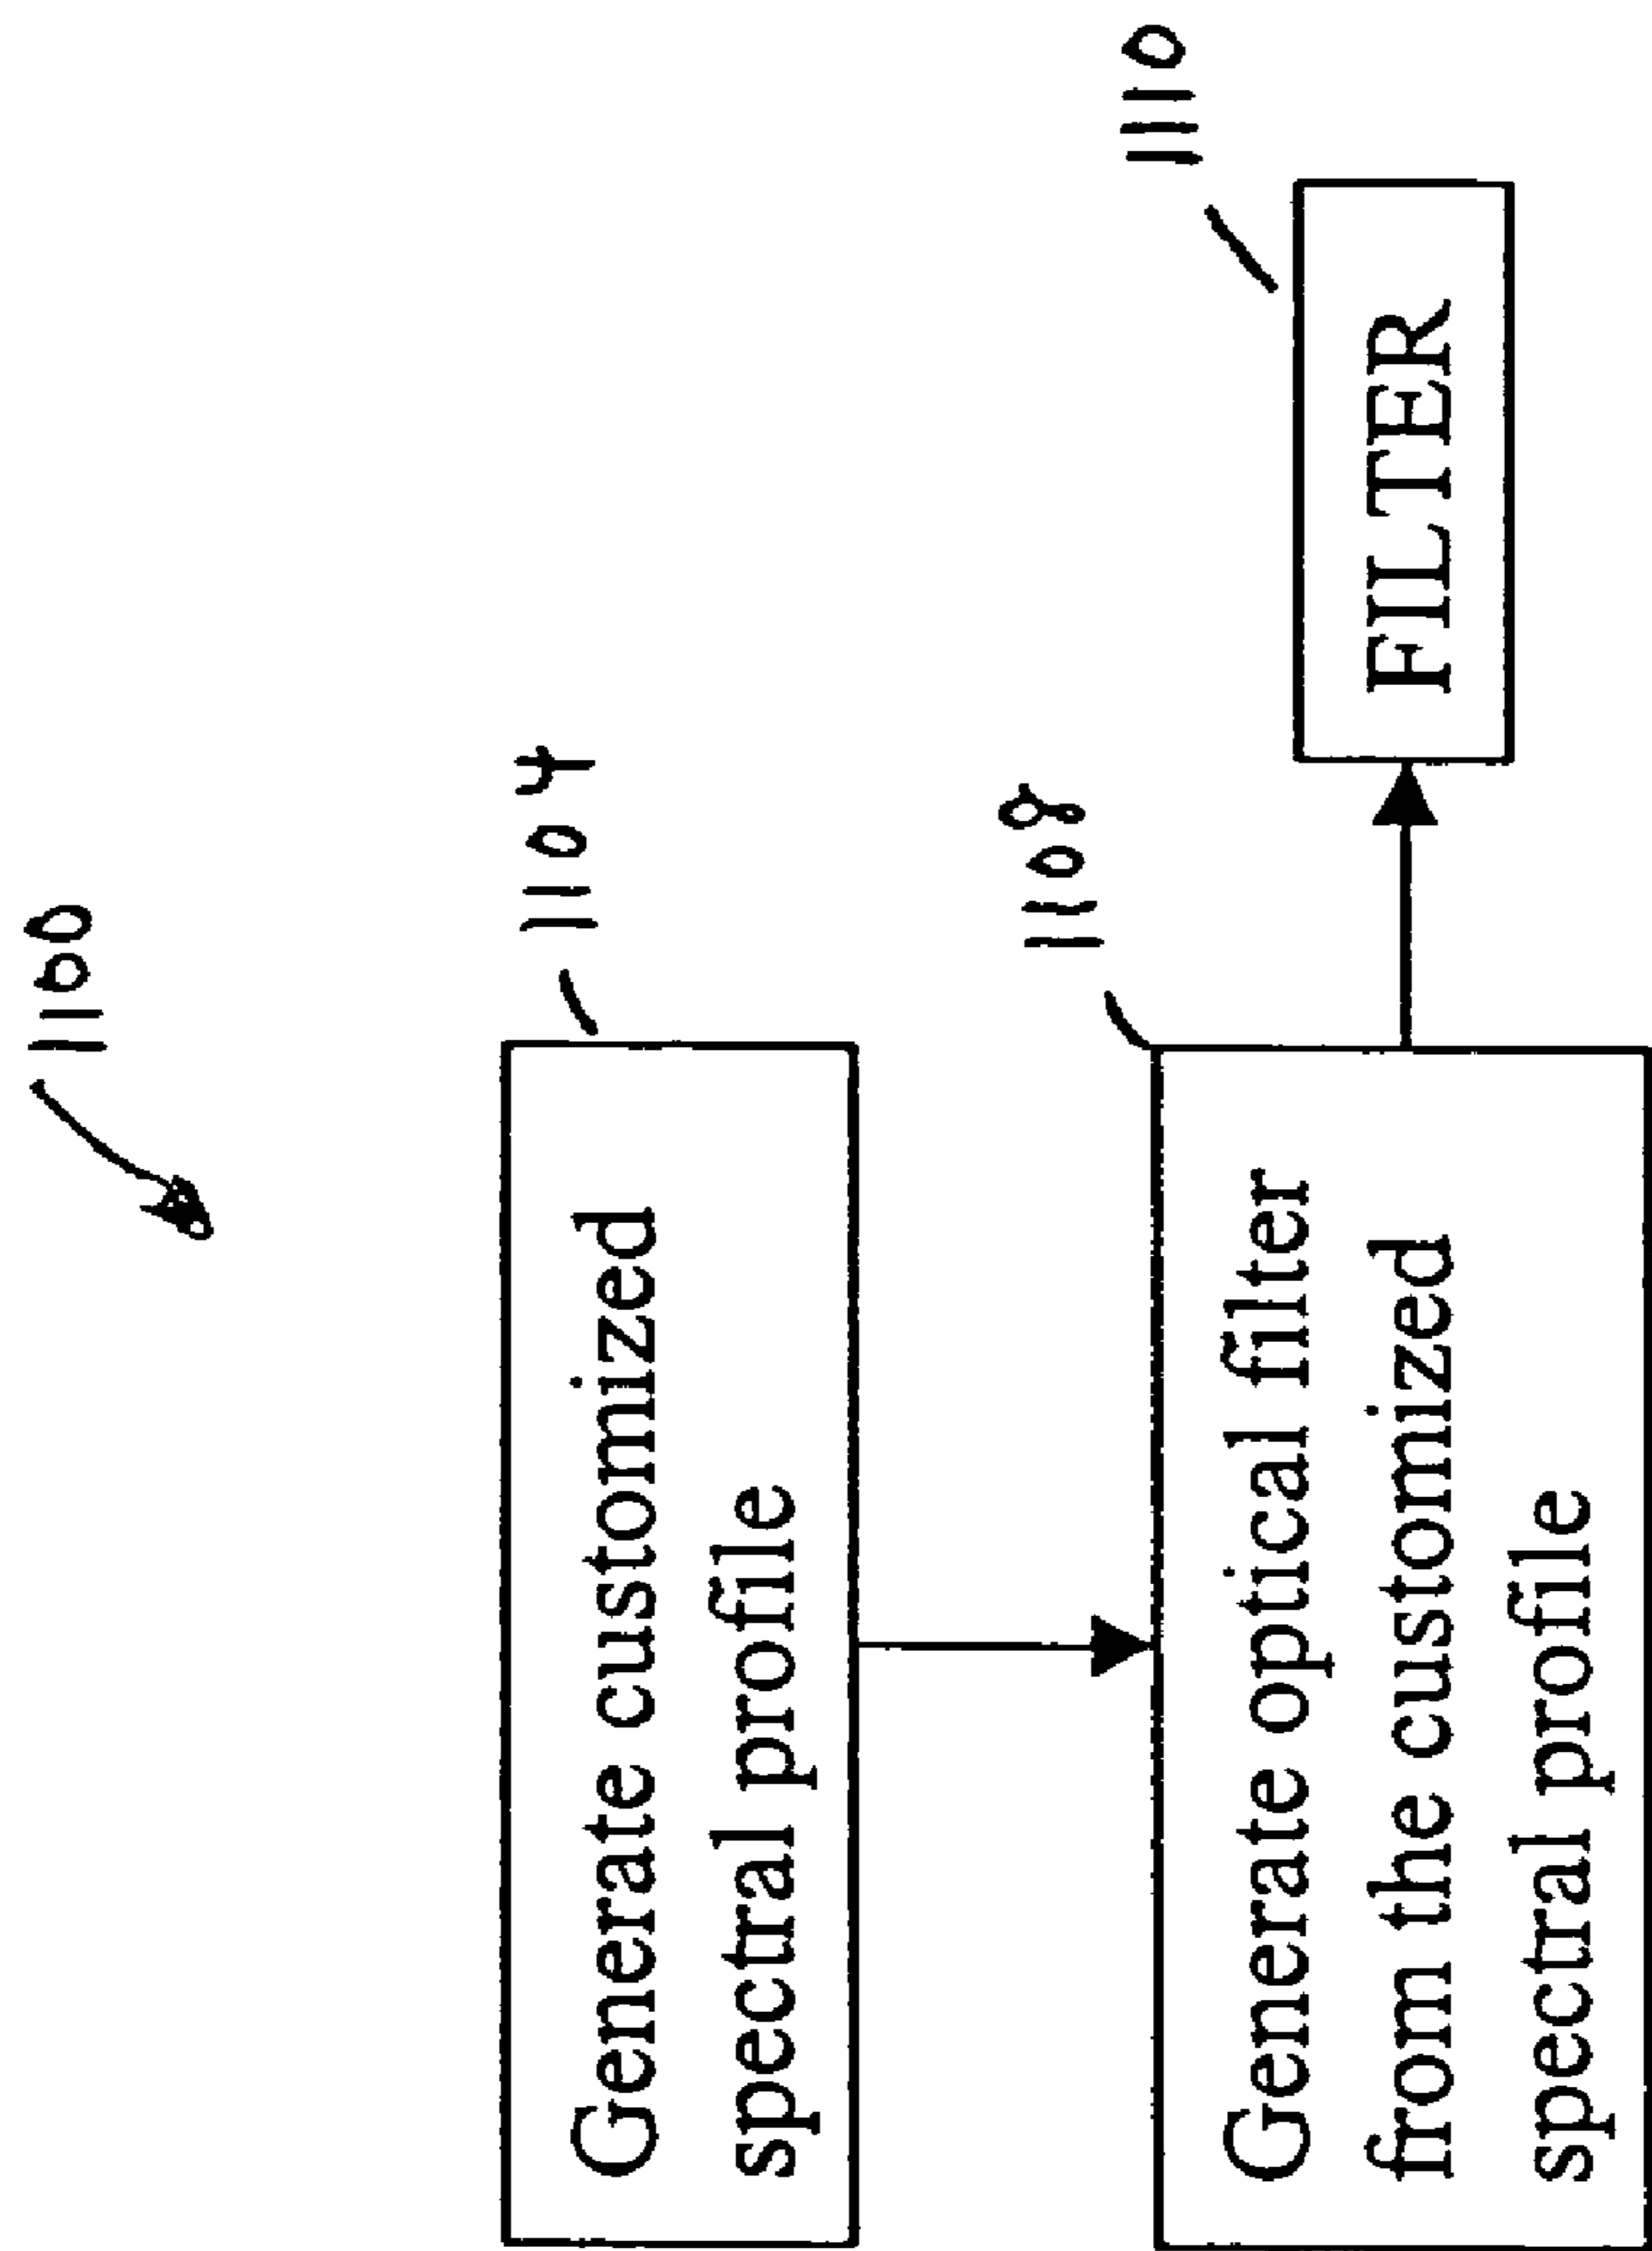 1100
1104
Generate customized
spectral profile
1108
Generate optical filter
from the customized
spectral profile
1110
FILTER